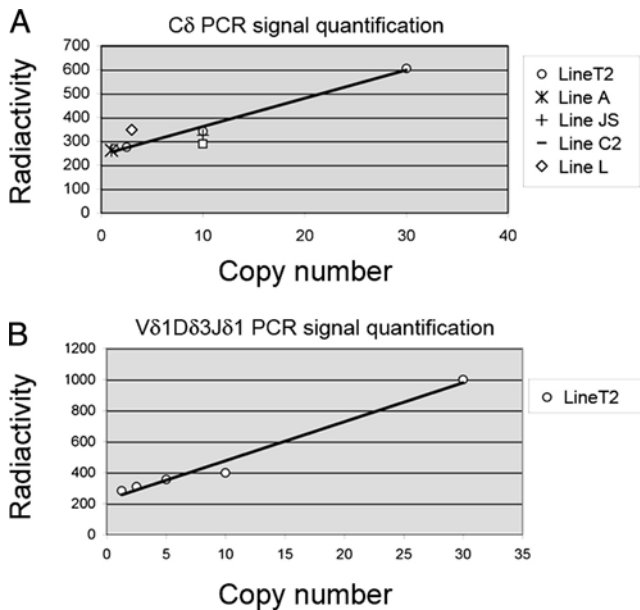 A
Cδ PCR signal quantification
700
600
500
400
300
200
100
0
0 10 20 30 40
Radiactivity
Copy number
LineT2
Line A
Line JS
Line C2
Line L
B
Vδ1Dδ3Jδ1 PCR signal quantification
1200
1000
800
600
400
200
0
0 5 10 15 20 25 30 35
Radiactivity
Copy number
LineT2